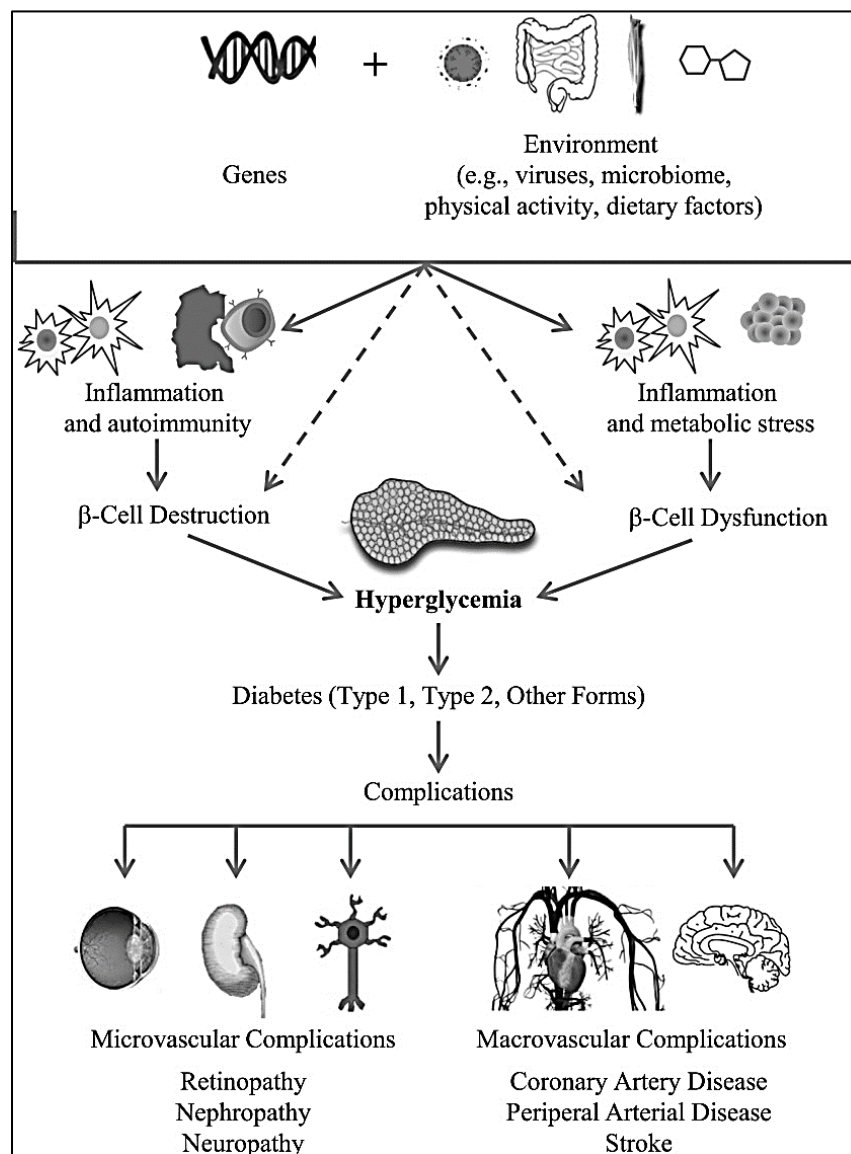 Genes
Environment
(e.g., viruses, microbiome,
physical activity, dietary factors)
Inflammation
and autoimmunity
Inflammation
and metabolic stress
β-Cell Destruction
β-Cell Dysfunction
Hyperglycemia
Diabetes (Type 1, Type 2, Other Forms)
Complications
Microvascular Complications
Retinopathy
Nephropathy
Neuropathy
Macrovascular Complications
Coronary Artery Disease
Periperal Arterial Disease
Stroke